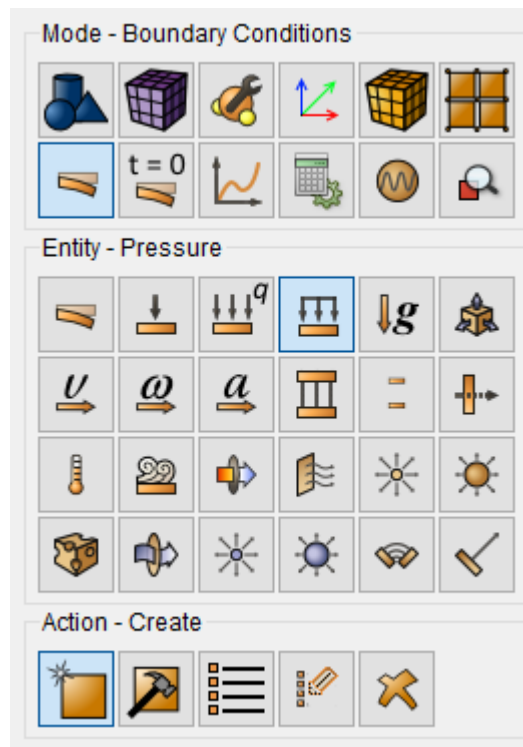 Mode - Boundary Conditions
t = 0
Entity - Pressure
q
g
υ ω a
Action - Create